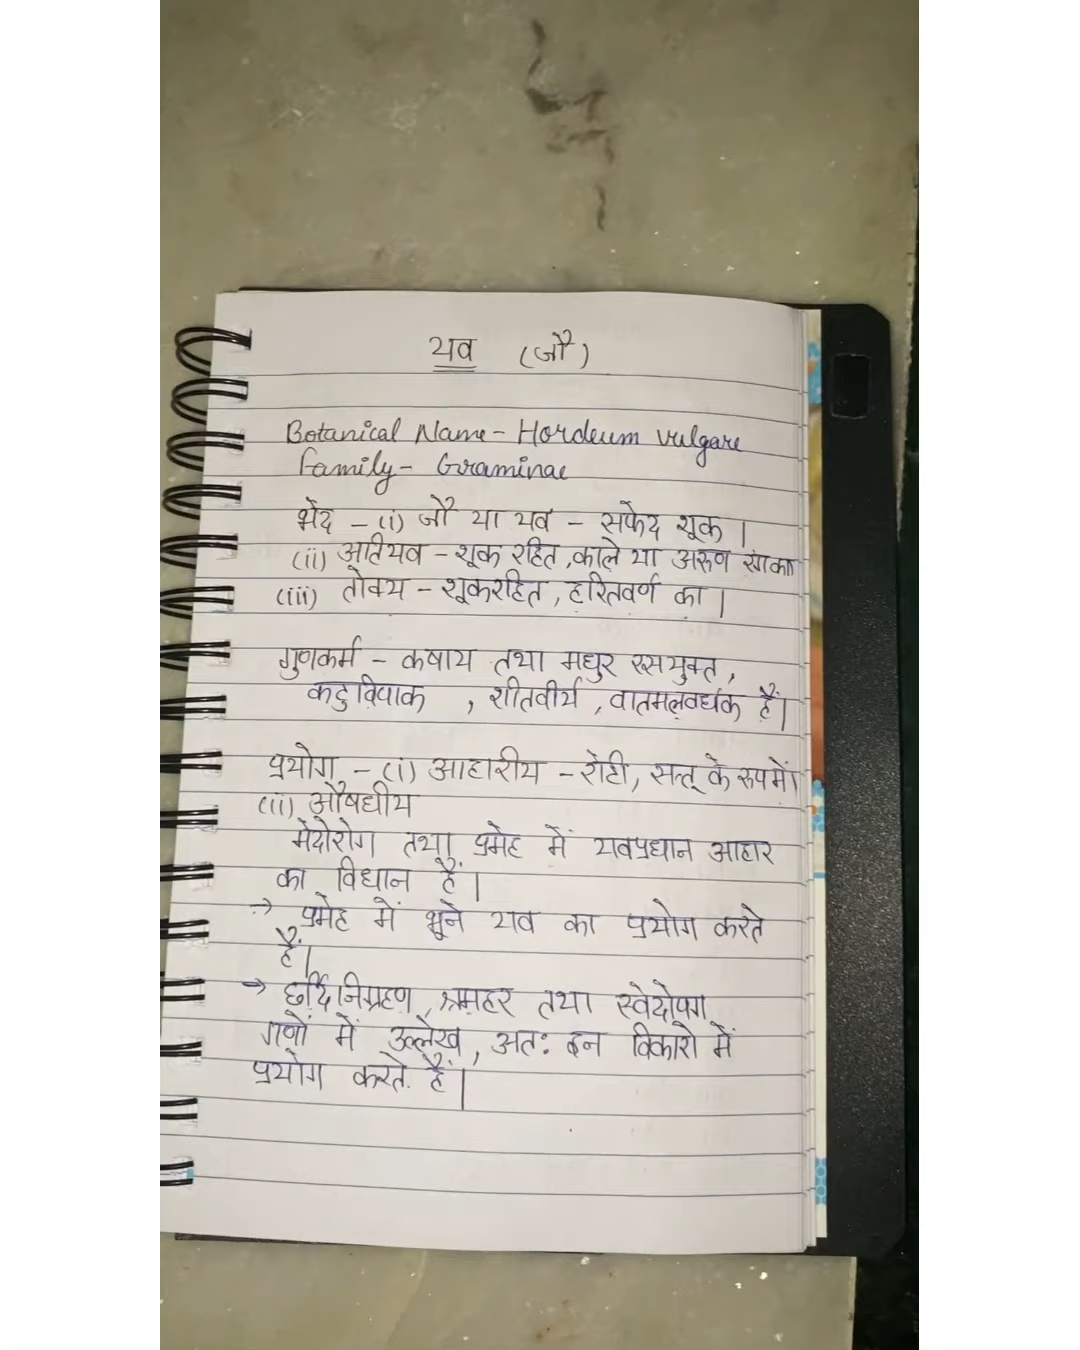 यव (जौ)
Botanical Name- Hordeum vulgare
Family- Graminae
भेद - (i) जौ या यव - सफेद शूक।
(ii) अतियव - शूक रहित, काले या अरुण रंग का
(iii) तोक्य - शूकरहित, हरितवर्ण का।
गुणकर्म - कषाय तथा मधुर रसयुक्त,
कटु विपाक , शीतवीर्य, वातमलवर्धक है।
प्रयोग - (i) आहारीय - रोटी, सत्तू के रूप में।
(ii) औषधीय
मेदोरोग तथा प्रमेह में यवप्रधान आहार
का विधान है।
→ प्रमेह में भूने यव का प्रयोग करते
हैं।
→ छर्दिनिग्रहण, श्रमहर तथा स्वेदोपग
गणों में उल्लेख, अतः इन विकारो में
प्रयोग करते हैं।